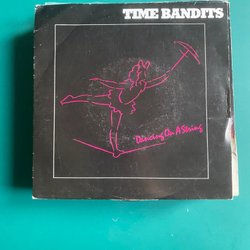 TIME BANDITS
Dancing On A String